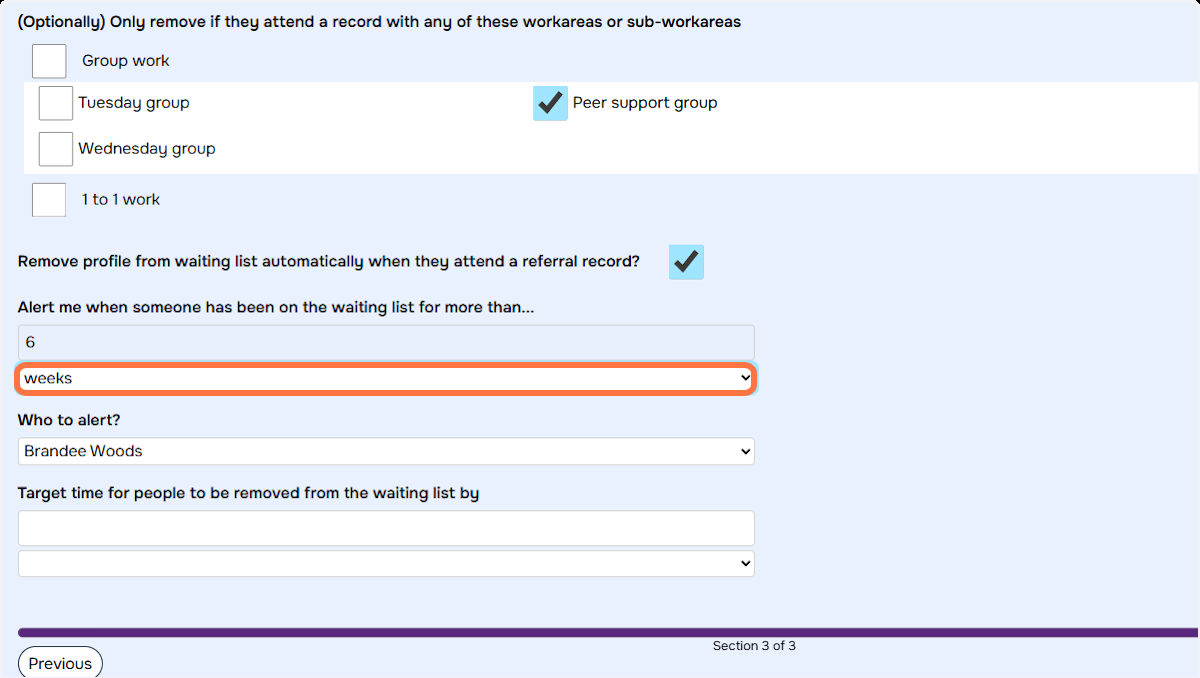 (Optionally) Only remove if they attend a record with any of these workareas or sub-workareas
Group work
Tuesday group
Peer support group
Wednesday group
1 to 1 work
Remove profile from waiting list automatically when they attend a referral record?
Alert me when someone has been on the waiting list for more than...
6
weeks
Who to alert?
Brandee Woods
Target time for people to be removed from the waiting list by
Section 3 of 3
Previous